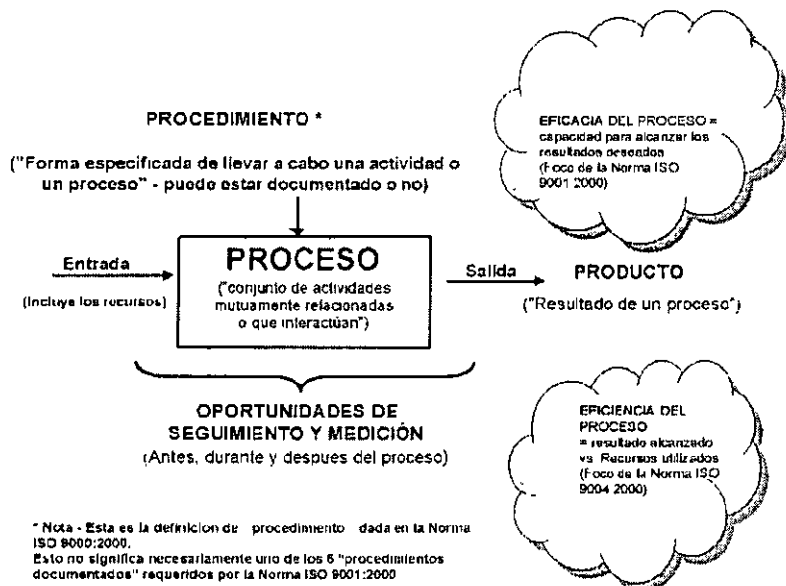 PROCEDIMIENTO *
("Forma especificada de llevar a cabo una actividad o
un proceso" - puede estar documentado o no)
EFICACIA DEL PROCESO =
capacidad para alcanzar los
resultados deseados
(Foco de la Norma ISO
9001 2000)
Entrada
(Incluye los recursos)
PROCESO
("conjunto de actividades
mutuamente relacionadas
o que interactúan")
Salida
PRODUCTO
("Resultado de un proceso")
OPORTUNIDADES DE
SEGUIMIENTO Y MEDICIÓN
(Antes, durante y despues del proceso)
EFICIENCIA DEL
PROCESO
= resultado alcanzado
vs. Recursos utilizados
(Foco de la Norma ISO
9004 2000)
* Nota - Esta es la definicion de procedimiento dada en la Norma
ISO 9000:2000.
Esto no significa necesariamente uno de los 6 "procedimientos
documentados" requeridos por la Norma ISO 9001:2000